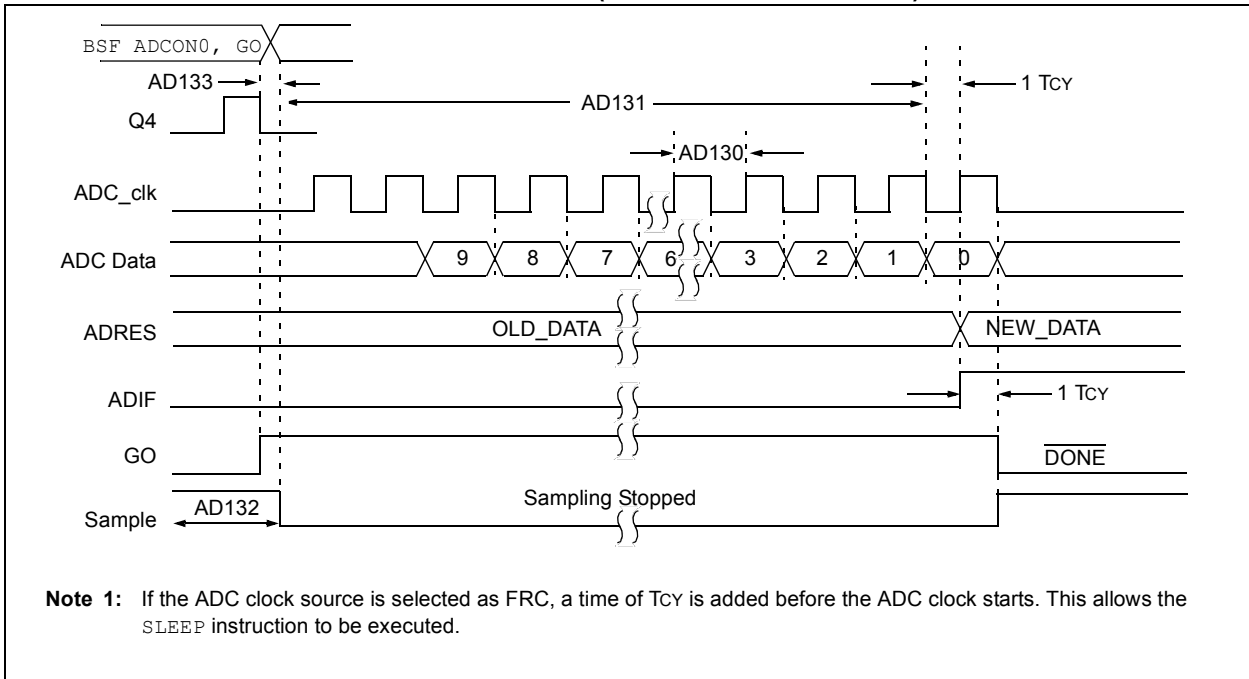 BSF ADCON0, GO
AD133
1 TCY
AD131
Q4
AD130
ADC_clk
ADC Data
9 8 7 6 3 2 1 0
ADRES
OLD_DATA
NEW_DATA
ADIF
1 TCY
GO
DONE
Sample
AD132
Sampling Stopped
Note 1: If the ADC clock source is selected as FRC, a time of TCY is added before the ADC clock starts. This allows the
SLEEP instruction to be executed.